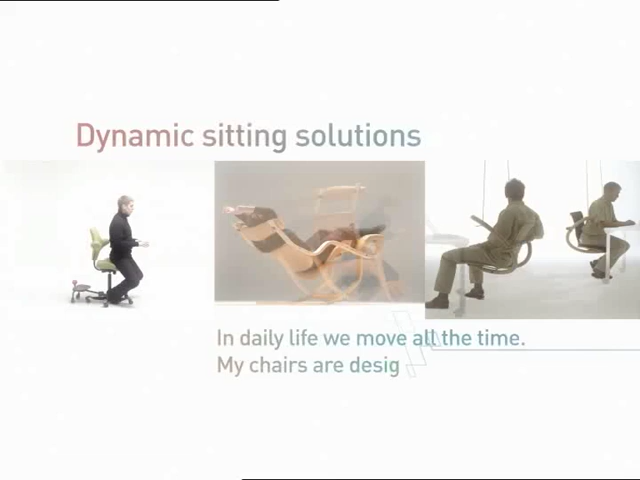 Dynamic sitting solutions
In daily life we move all the time.
My chairs are desig